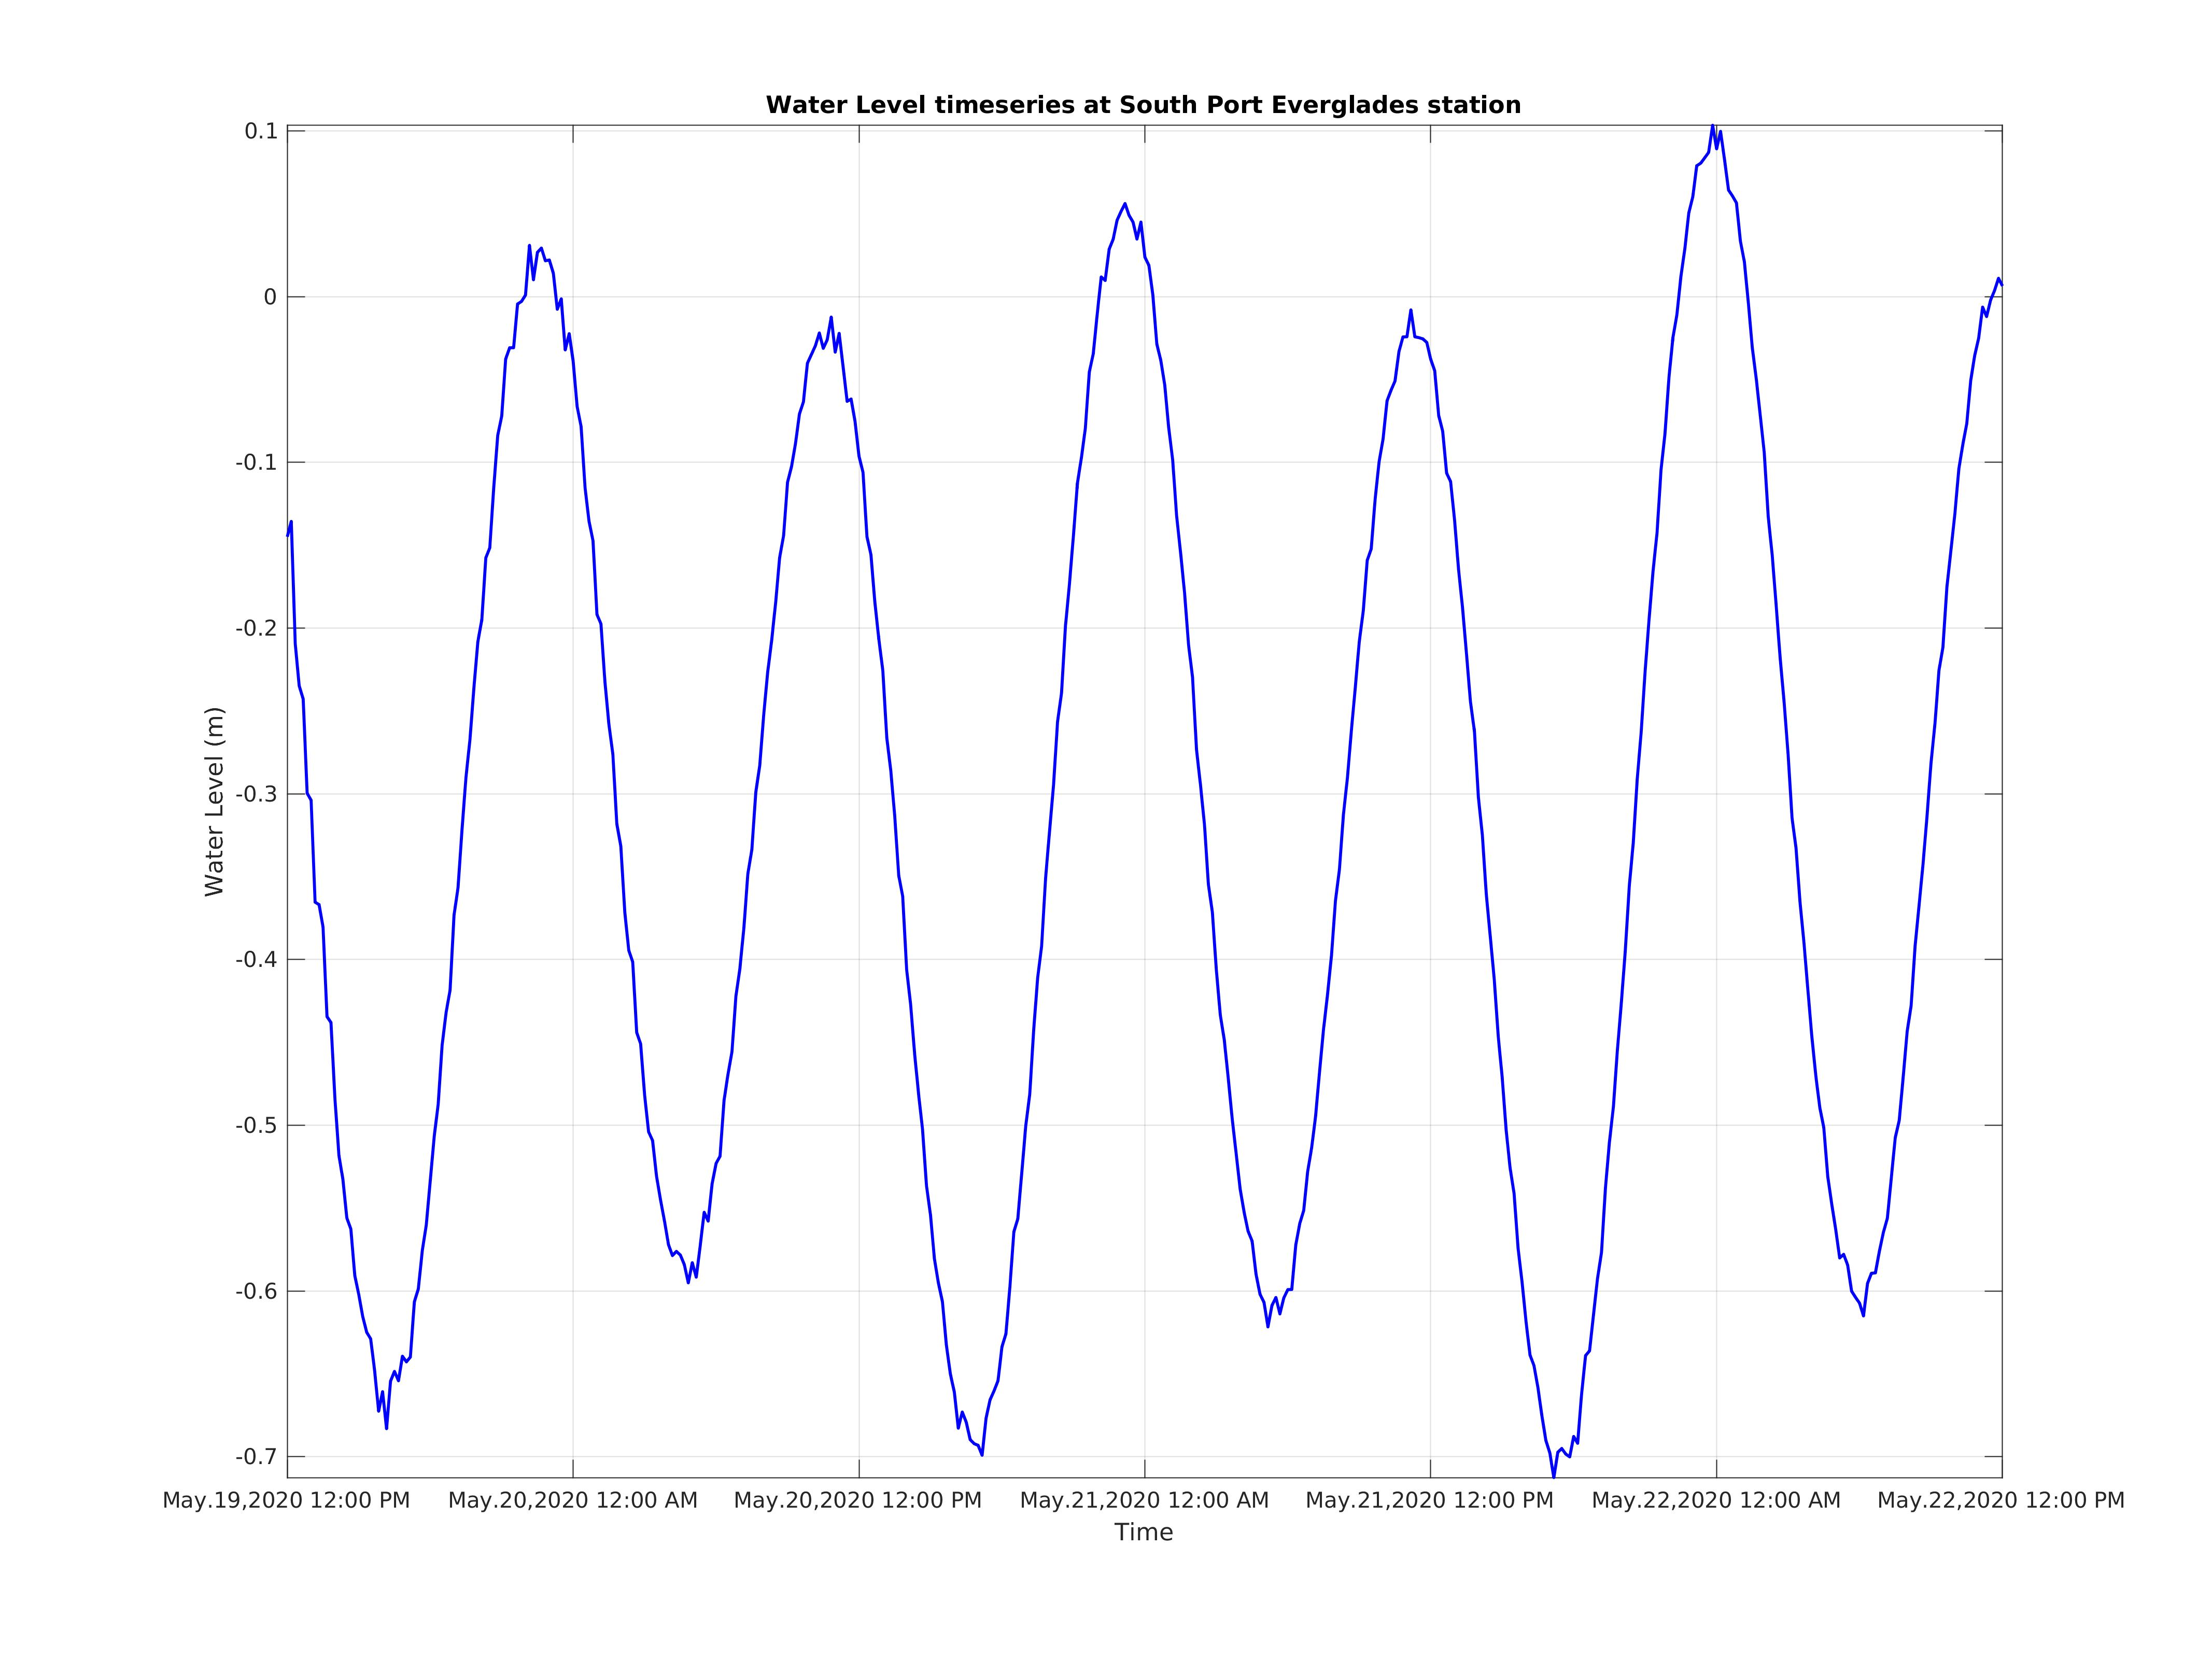 Water Level timeseries at South Port Everglades station
0.1
0
-0.1
-0.2
-0.3
-0.4
-0.5
-0.6
-0.7
Water Level (m)
May.19,2020 12:00 PM May.20,2020 12:00 AM May.20,2020 12:00 PM May.21,2020 12:00 AM May.21,2020 12:00 PM May.22,2020 12:00 AM May.22,2020 12:00 PM
Time